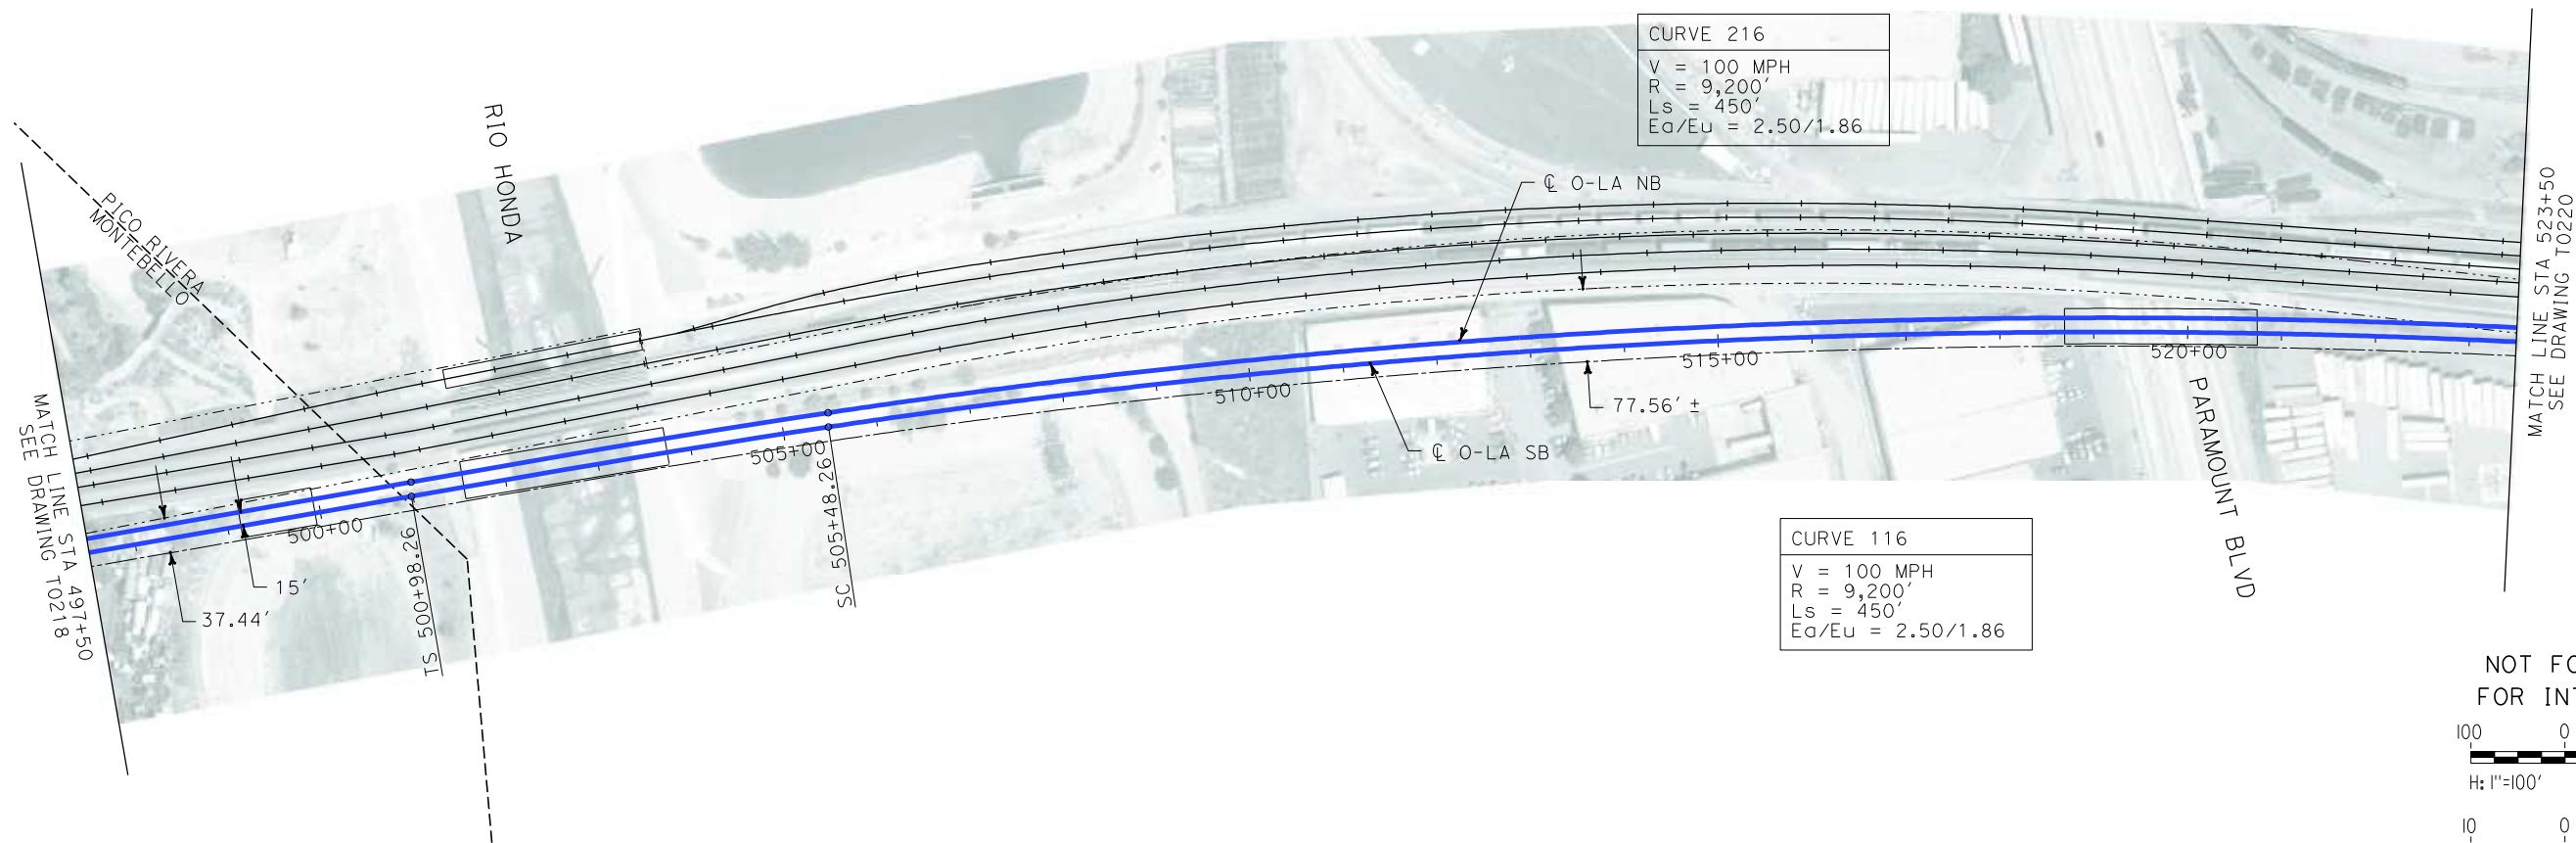 CURVE 216
V = 100 MPH
R = 9,200'
Ls = 450'
Ea/Eu = 2.50/1.86
RIO HONDA
PICO RIVERA
MONTEBELLO
℄ O-LA NB
MATCH LINE STA 523+50
SEE DRAWING T0220
MATCH LINE STA 497+50
SEE DRAWING T0218
500+00
505+00
510+00
515+00
520+00
77.56' ±
℄ O-LA SB
15'
37.44'
TS 500+98.26
SC 505+48.26
PARAMOUNT BLVD
CURVE 116
V = 100 MPH
R = 9,200'
Ls = 450'
Ea/Eu = 2.50/1.86
NOT FO
FOR INT
100 0
H: 1"=100'
10 0